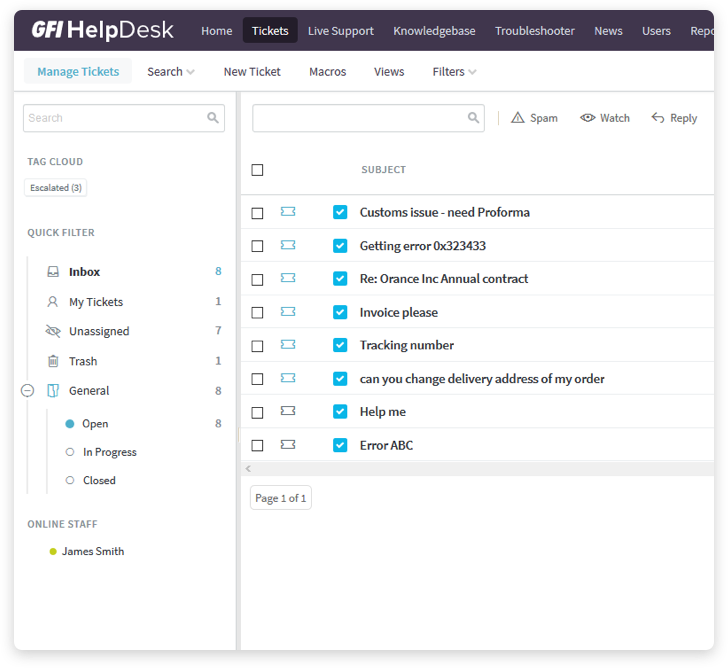 GFI HelpDesk Home Tickets Live Support Knowledgebase Troubleshooter News Users Repo
Manage Tickets Search New Ticket Macros Views Filters
Search
Spam Watch Reply
TAG CLOUD
Escalated (3)
SUBJECT
QUICK FILTER
Inbox 8
My Tickets 1
Unassigned 7
Trash 1
General 8
Open 8
In Progress
Closed
ONLINE STAFF
James Smith
Customs issue - need Proforma
Getting error 0x323433
Re: Orance Inc Annual contract
Invoice please
Tracking number
can you change delivery address of my order
Help me
Error ABC
Page 1 of 1